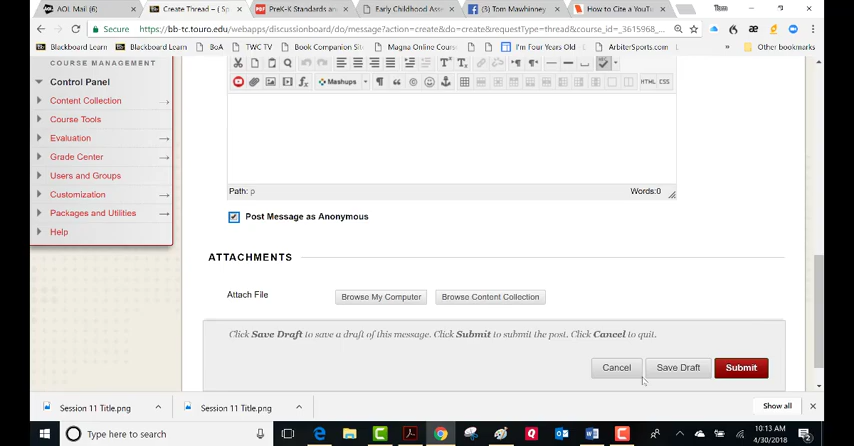 AOL Mail (6)
Create Thread – { Sp
PreK-K Standards an
Early Childhood Asse
(3) Tom Mawhinney
How to Cite a YouTu
Secure
https://bb-tc.touro.edu/webapps/discussionboard/do/message?action=create&do=create&requestType=thread&course_id=_3615968_
Blackboard Learn
Blackboard Learn
BoA
TWC TV
Book Companion Sit
Magna Online Course
I'm Four Years Old
ArbiterSports.com
Other bookmarks
COURSE MANAGEMENT
Control Panel
Content Collection
Course Tools
Evaluation
Grade Center
Users and Groups
Customization
Packages and Utilities
Help
Mashups
HTML CSS
Path: p
Words:0
Post Message as Anonymous
ATTACHMENTS
Attach File
Browse My Computer
Browse Content Collection
Click Save Draft to save a draft of this message. Click Submit to submit the post. Click Cancel to quit.
Cancel
Save Draft
Submit
Session 11 Title.png
Session 11 Title.png
Show all
Type here to search
10:13 AM
4/30/2018